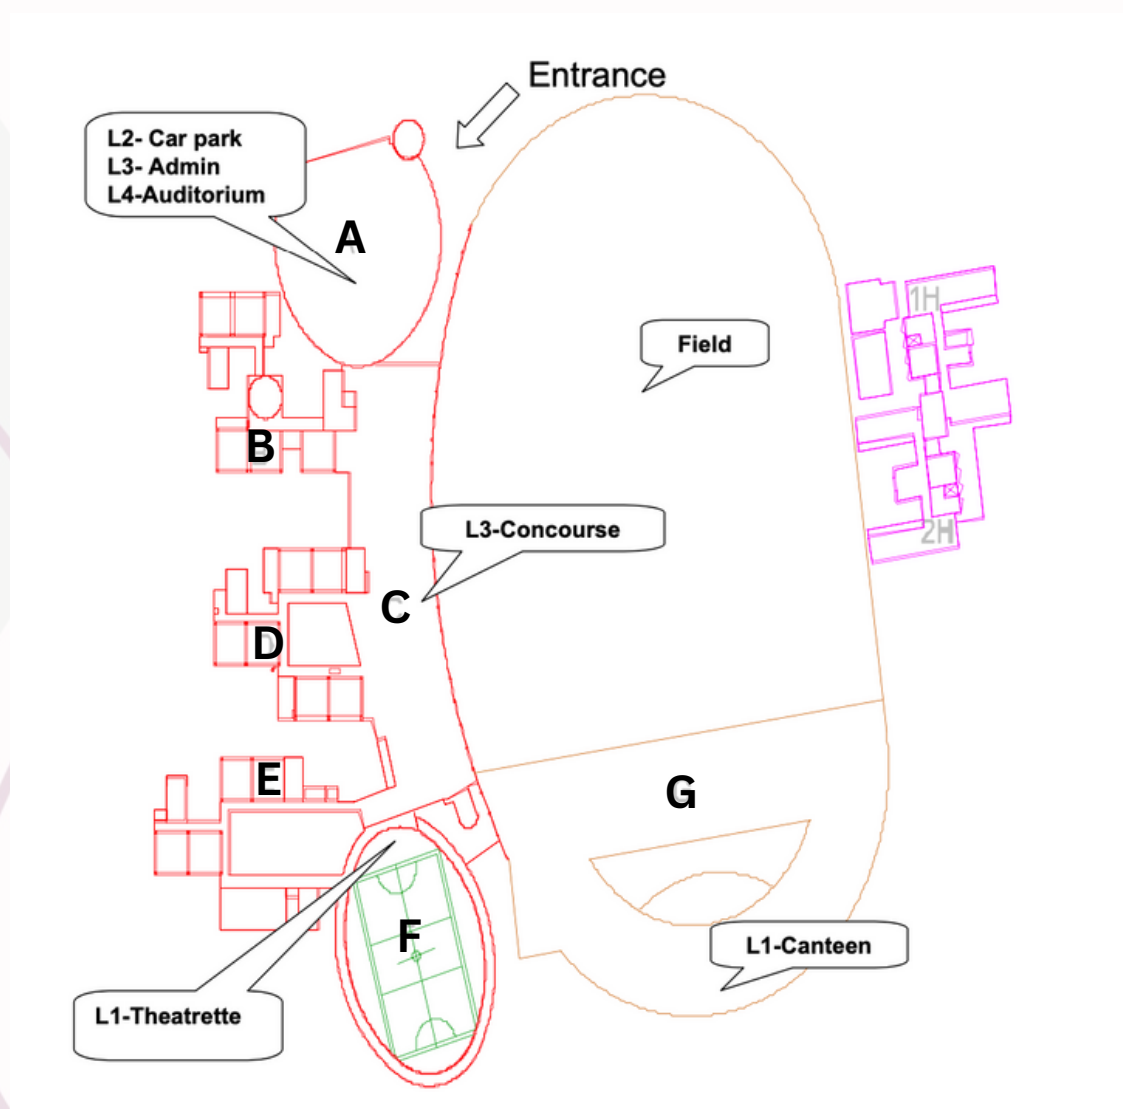 Entrance
L2- Car park
L3- Admin
L4-Auditorium
A
1H
Field
B
L3-Concourse
2H
C
D
E
G
F
L1-Canteen
L1-Theatrette